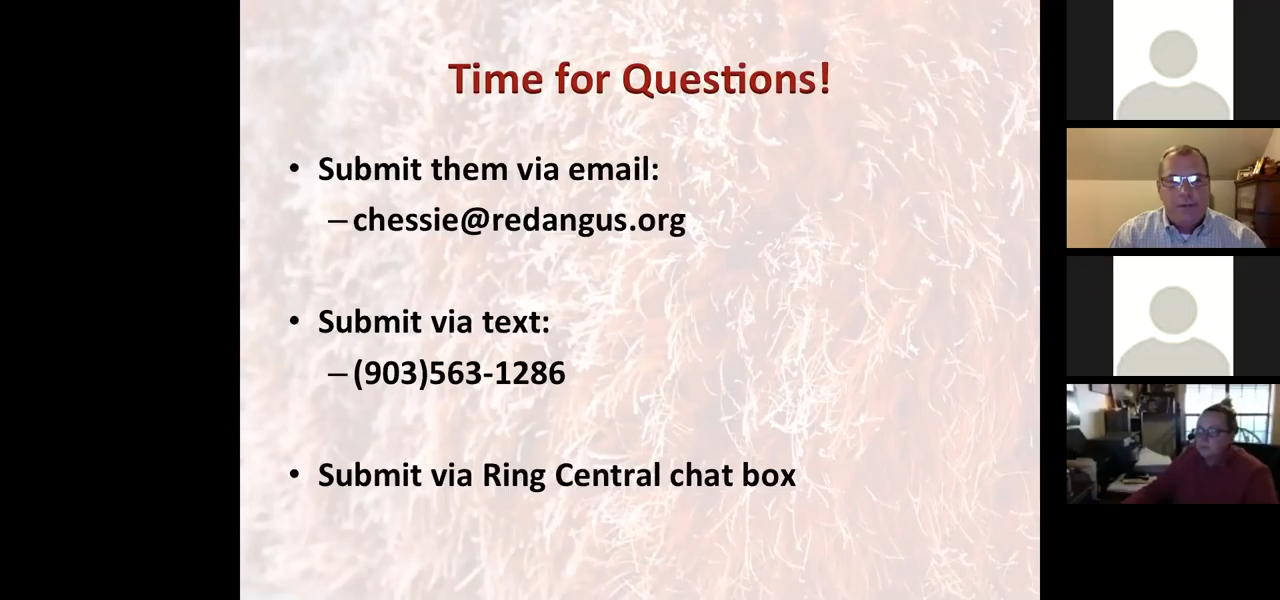 Time for Questions!
• Submit them via email:
– chessie@redangus.org
• Submit via text:
– (903)563-1286
• Submit via Ring Central chat box